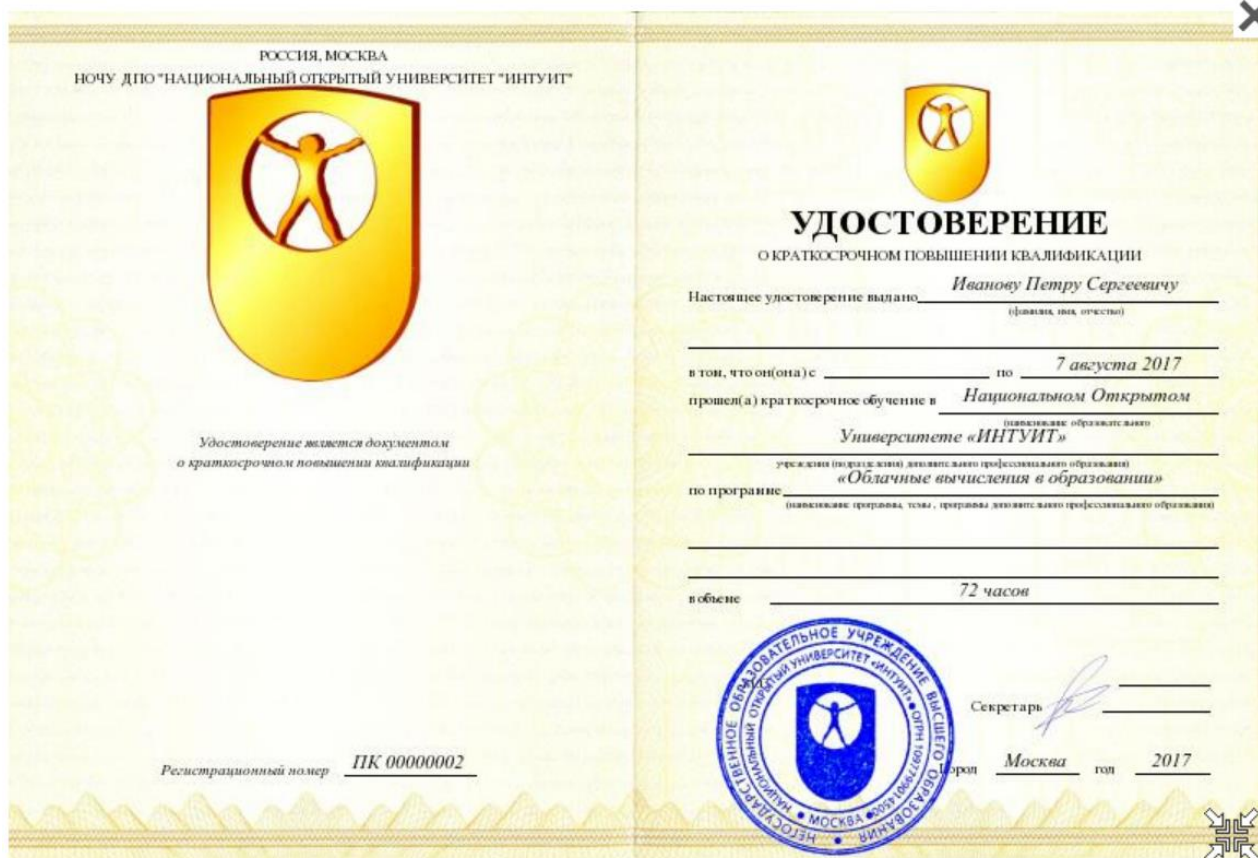 РОССИЯ, МОСКВА
НОЧУ ДПО "НАЦИОНАЛЬНЫЙ ОТКРЫТЫЙ УНИВЕРСИТЕТ "ИНТУИТ"
Удостоверение является документом
о краткосрочном повышении квалификации
Регистрационный номер ПК 00000002
УДОСТОВЕРЕНИЕ
О КРАТКОСРОЧНОМ ПОВЫШЕНИИ КВАЛИФИКАЦИИ
Настоящее удостоверение выдано Иванову Петру Сергеевичу
(фамилия, имя, отчество)
в том, что он(она) с по 7 августа 2017
прошел(а) краткосрочное обучение в Национальном Открытом
(наименование образовательного
Университете «ИНТУИТ»
учреждения (подразделения) дополнительного профессионального образования)
по программе «Облачные вычисления в образовании»
(наименование программы, темы , программы дополнительного профессионального образования)
в объеме 72 часов
Секретарь
Город Москва год 2017
НЕГОСУДАРСТВЕННОЕ ОБРАЗОВАТЕЛЬНОЕ УЧРЕЖДЕНИЕ ВЫСШЕГО ОБРАЗОВАНИЯ
НАЦИОНАЛЬНЫЙ ОТКРЫТЫЙ УНИВЕРСИТЕТ «ИНТУИТ»
МОСКВА